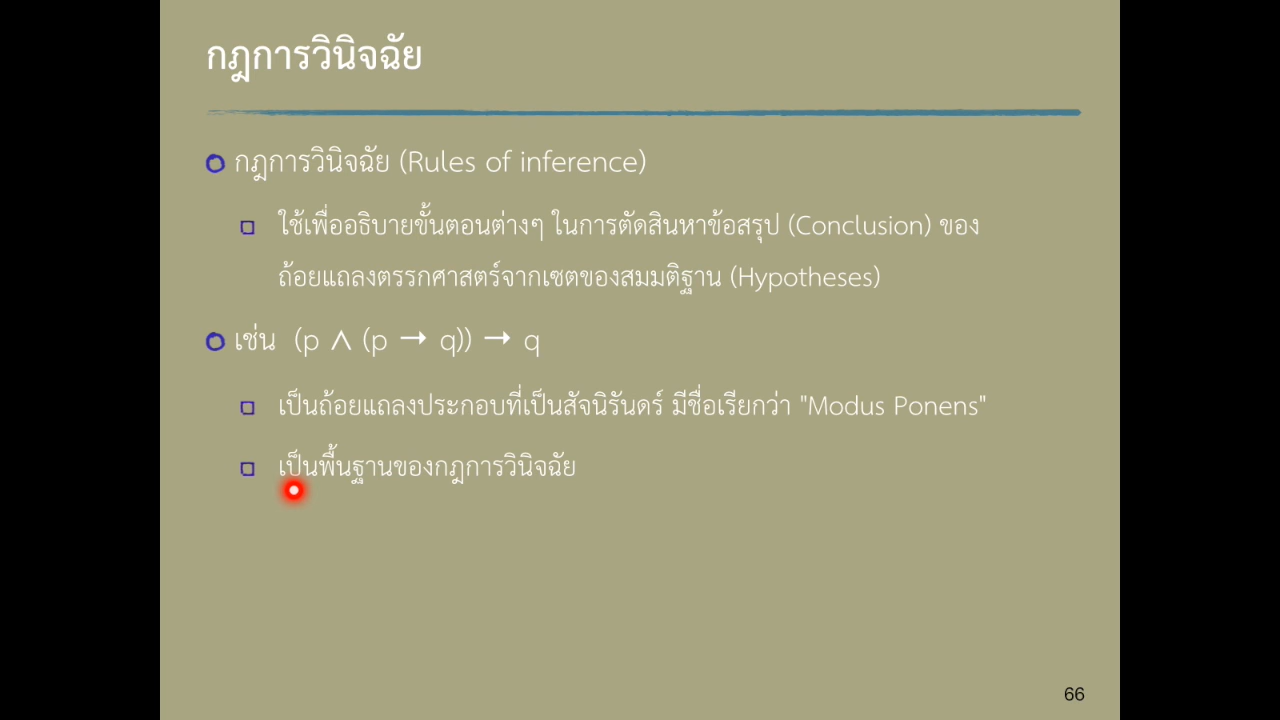 กฎการวินิจฉัย
กฎการวินิจฉัย (Rules of inference)
ใช้เพื่ออธิบายขั้นตอนต่างๆ ในการตัดสินหาข้อสรุป (Conclusion) ของ
ถ้อยแถลงตรรกศาสตร์จากเซตของสมมติฐาน (Hypotheses)
เช่น (p ∧ (p → q)) → q
เป็นถ้อยแถลงประกอบที่เป็นสัจนิรันดร์ มีชื่อเรียกว่า "Modus Ponens"
เป็นพื้นฐานของกฎการวินิจฉัย
66